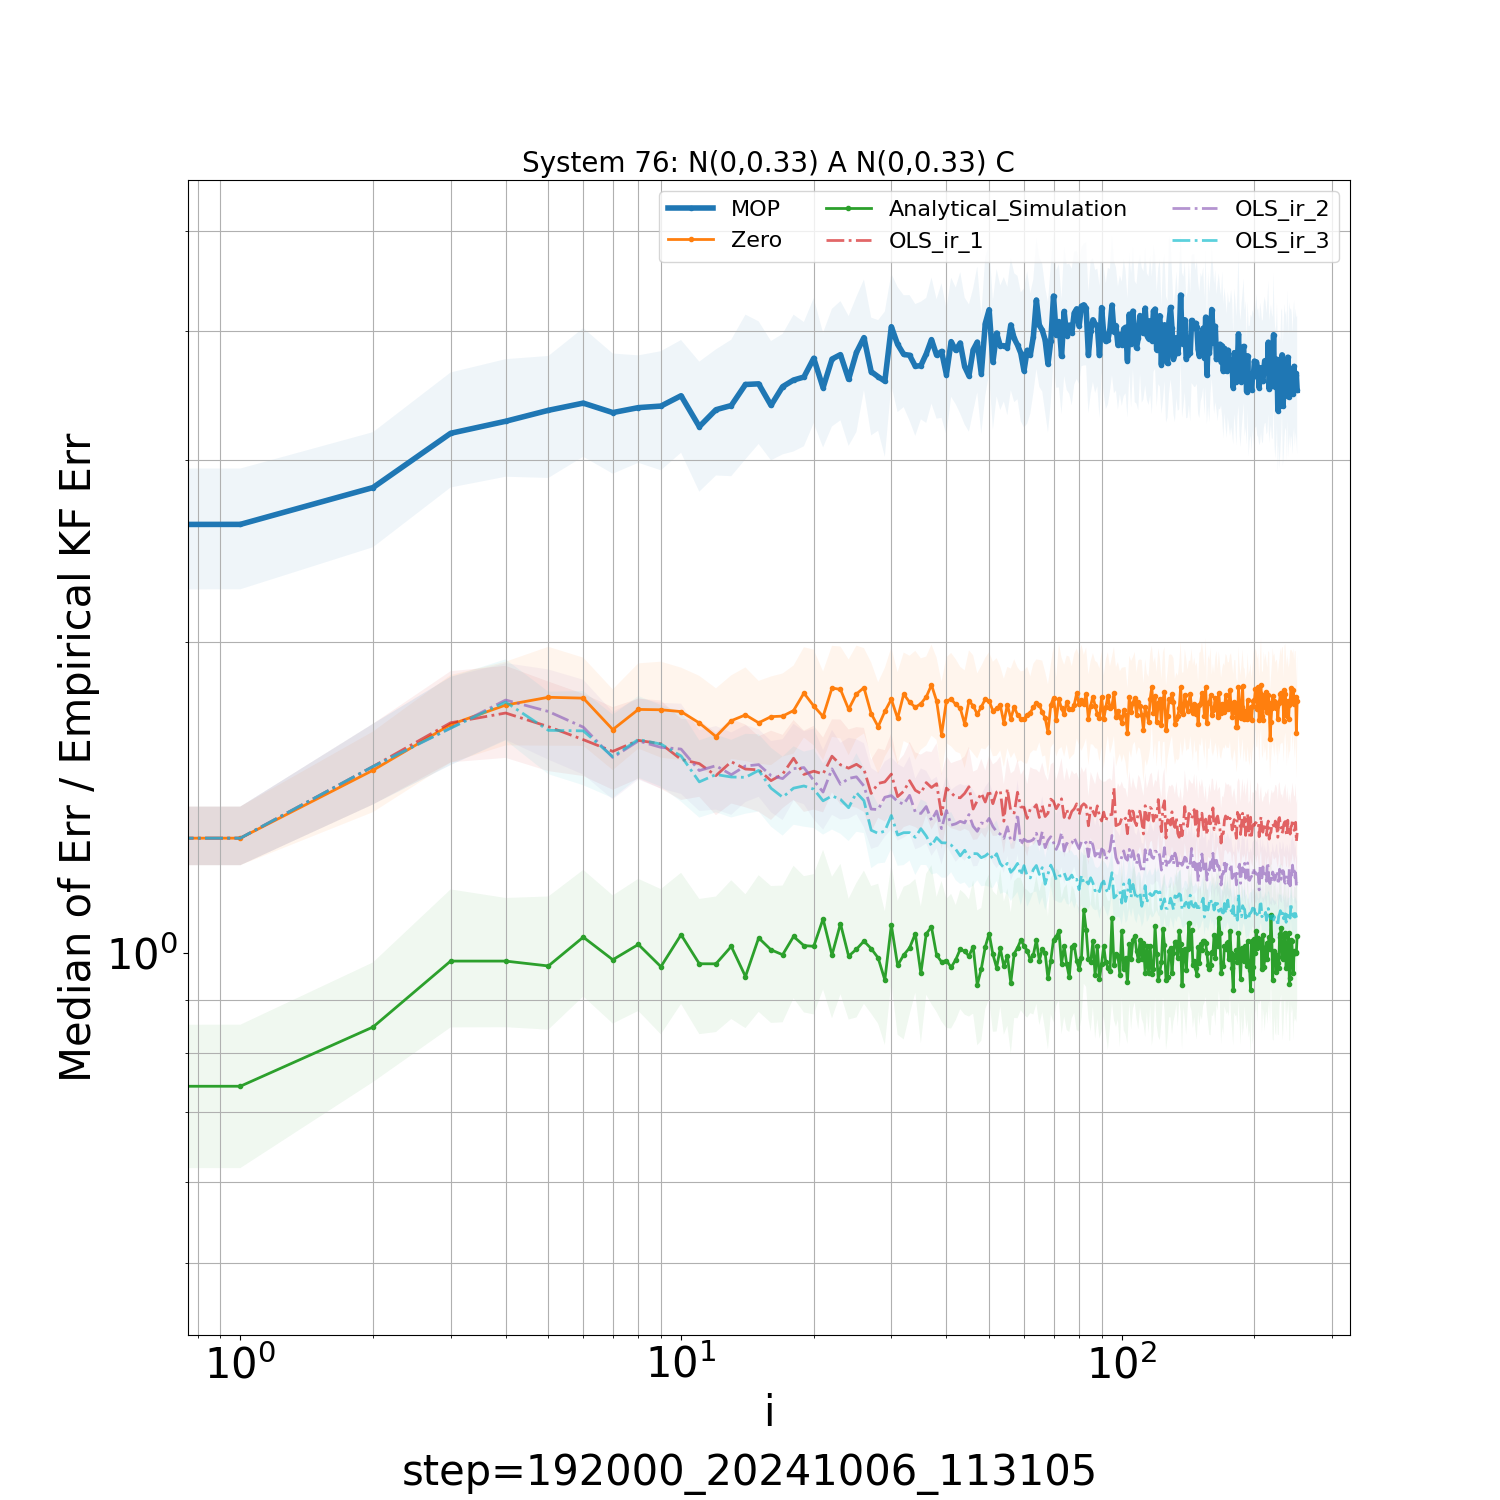 System 76: N(0,0.33) A N(0,0.33) C
MOP
Zero
Analytical_Simulation
OLS_ir_1
OLS_ir_2
OLS_ir_3
Median of Err / Empirical KF Err
10⁰
10⁰
10¹
10²
i
step=192000_20241006_113105